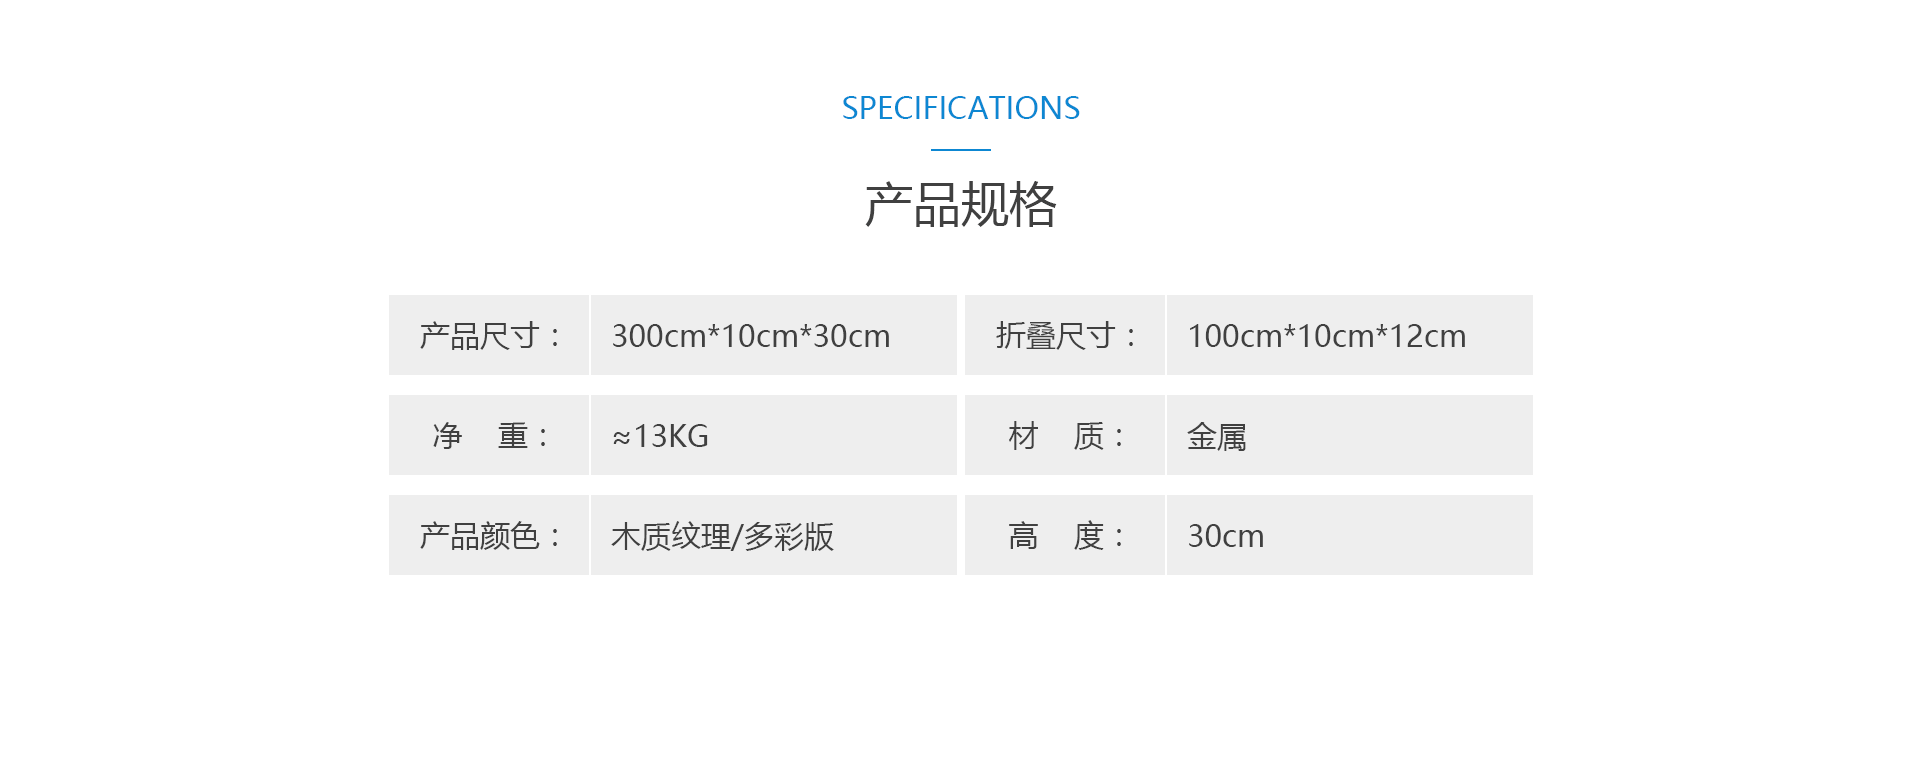 SPECIFICATIONS
产品规格
产品尺寸： 300cm*10cm*30cm 折叠尺寸： 100cm*10cm*12cm
净 重： ≈13KG 材 质： 金属
产品颜色： 木质纹理/多彩版 高 度： 30cm